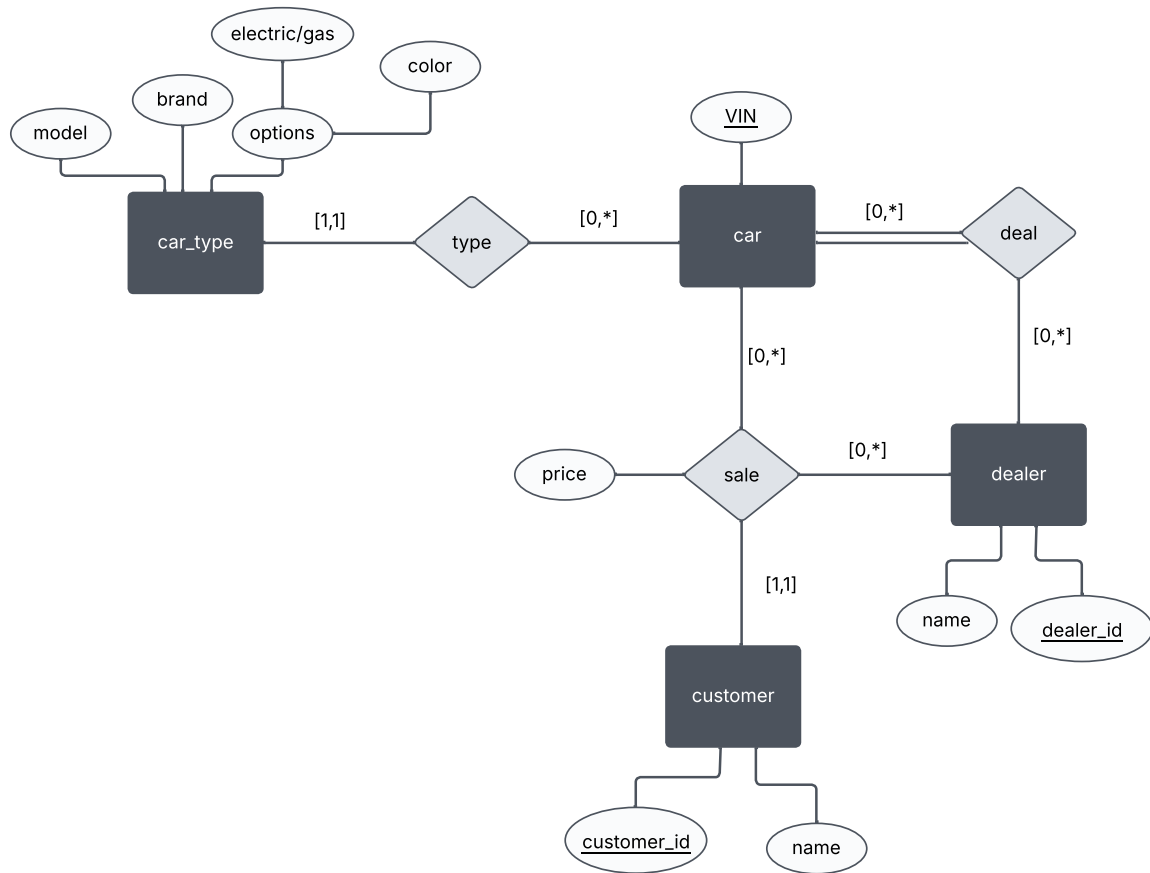 electric/gas
color
brand
model
options
VIN
car_type
[1,1]
type
[0,*]
car
[0,*]
deal
[0,*]
[0,*]
price
sale
[0,*]
dealer
[1,1]
name
dealer_id
customer
customer_id
name